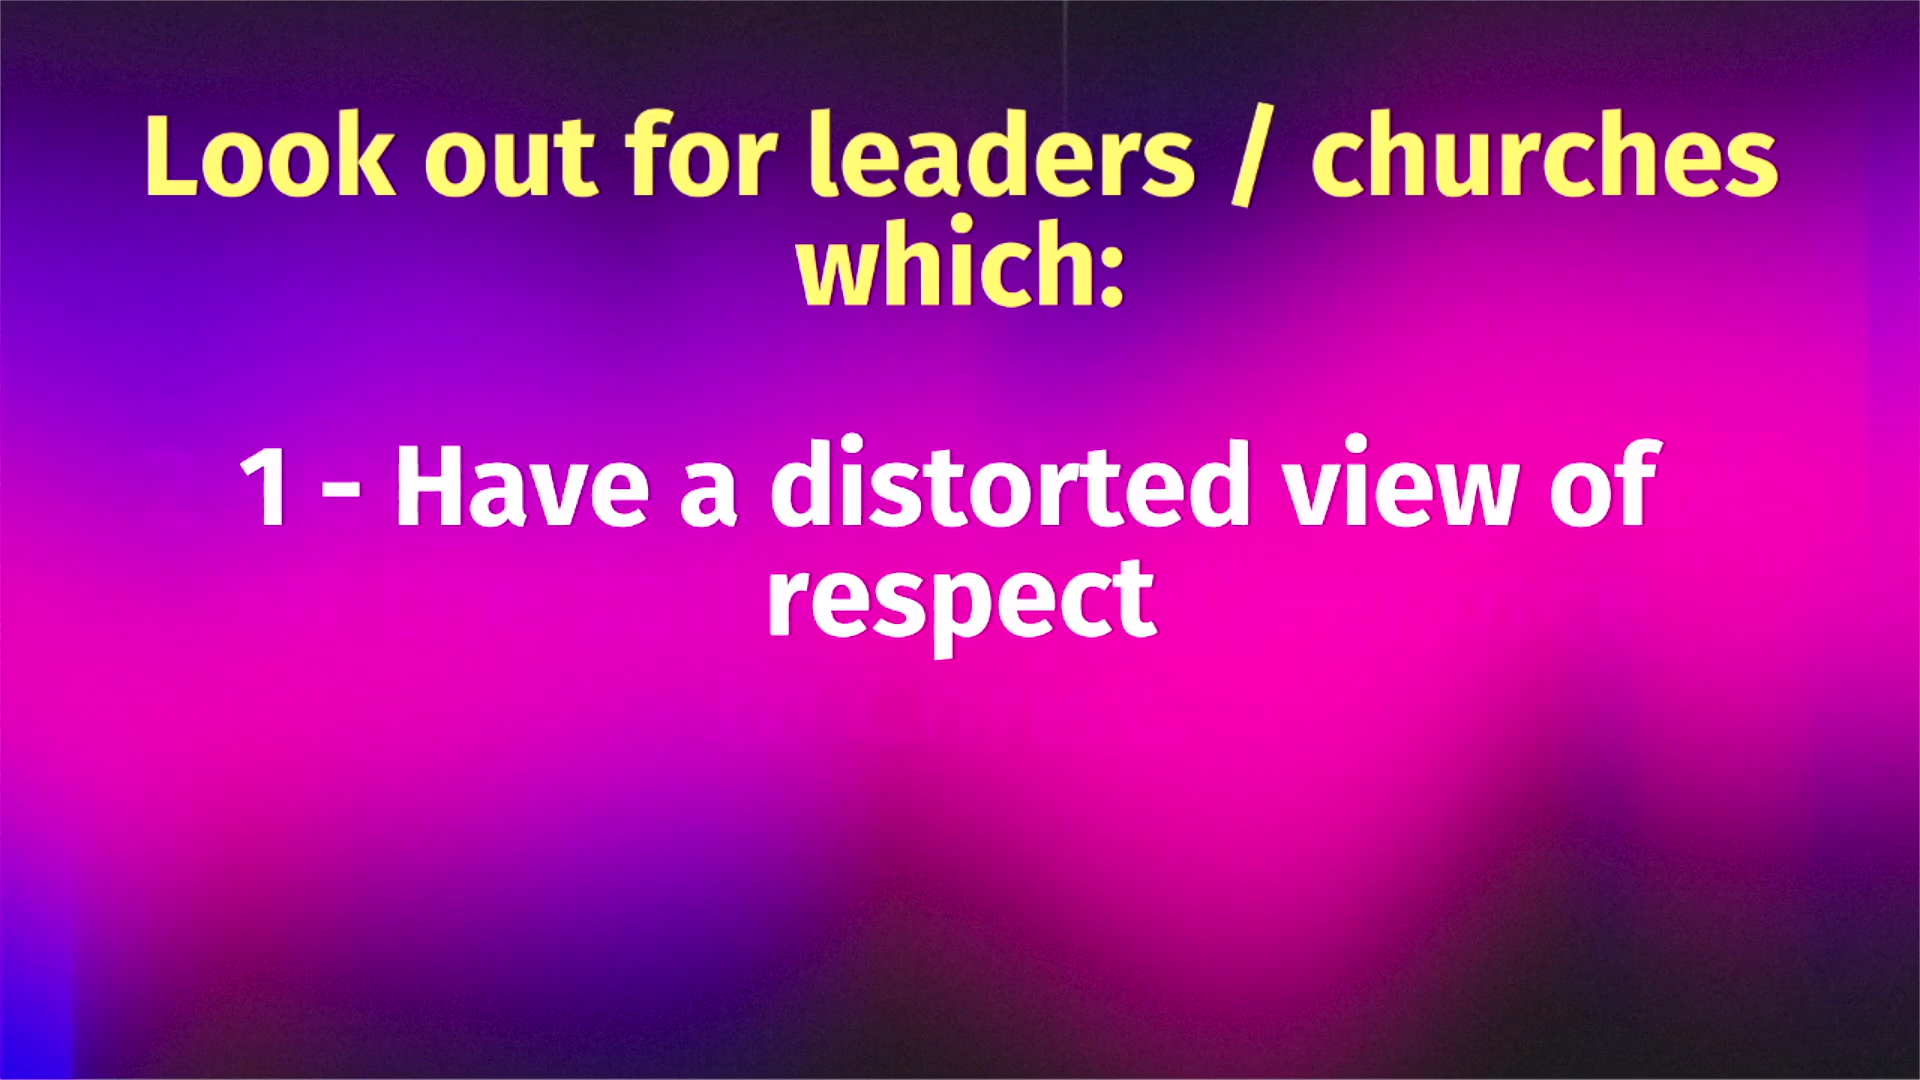 Look out for leaders / churches
which:
1 - Have a distorted view of
respect